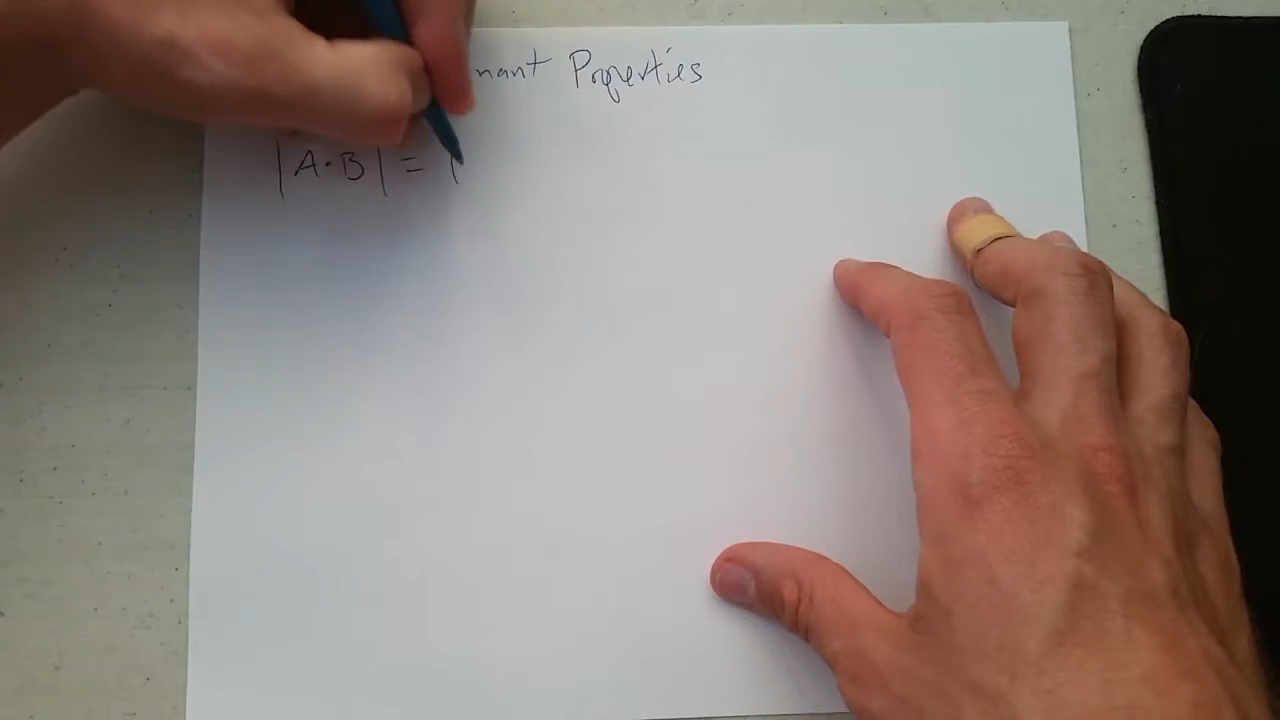 nant Properties
|A·B| = |